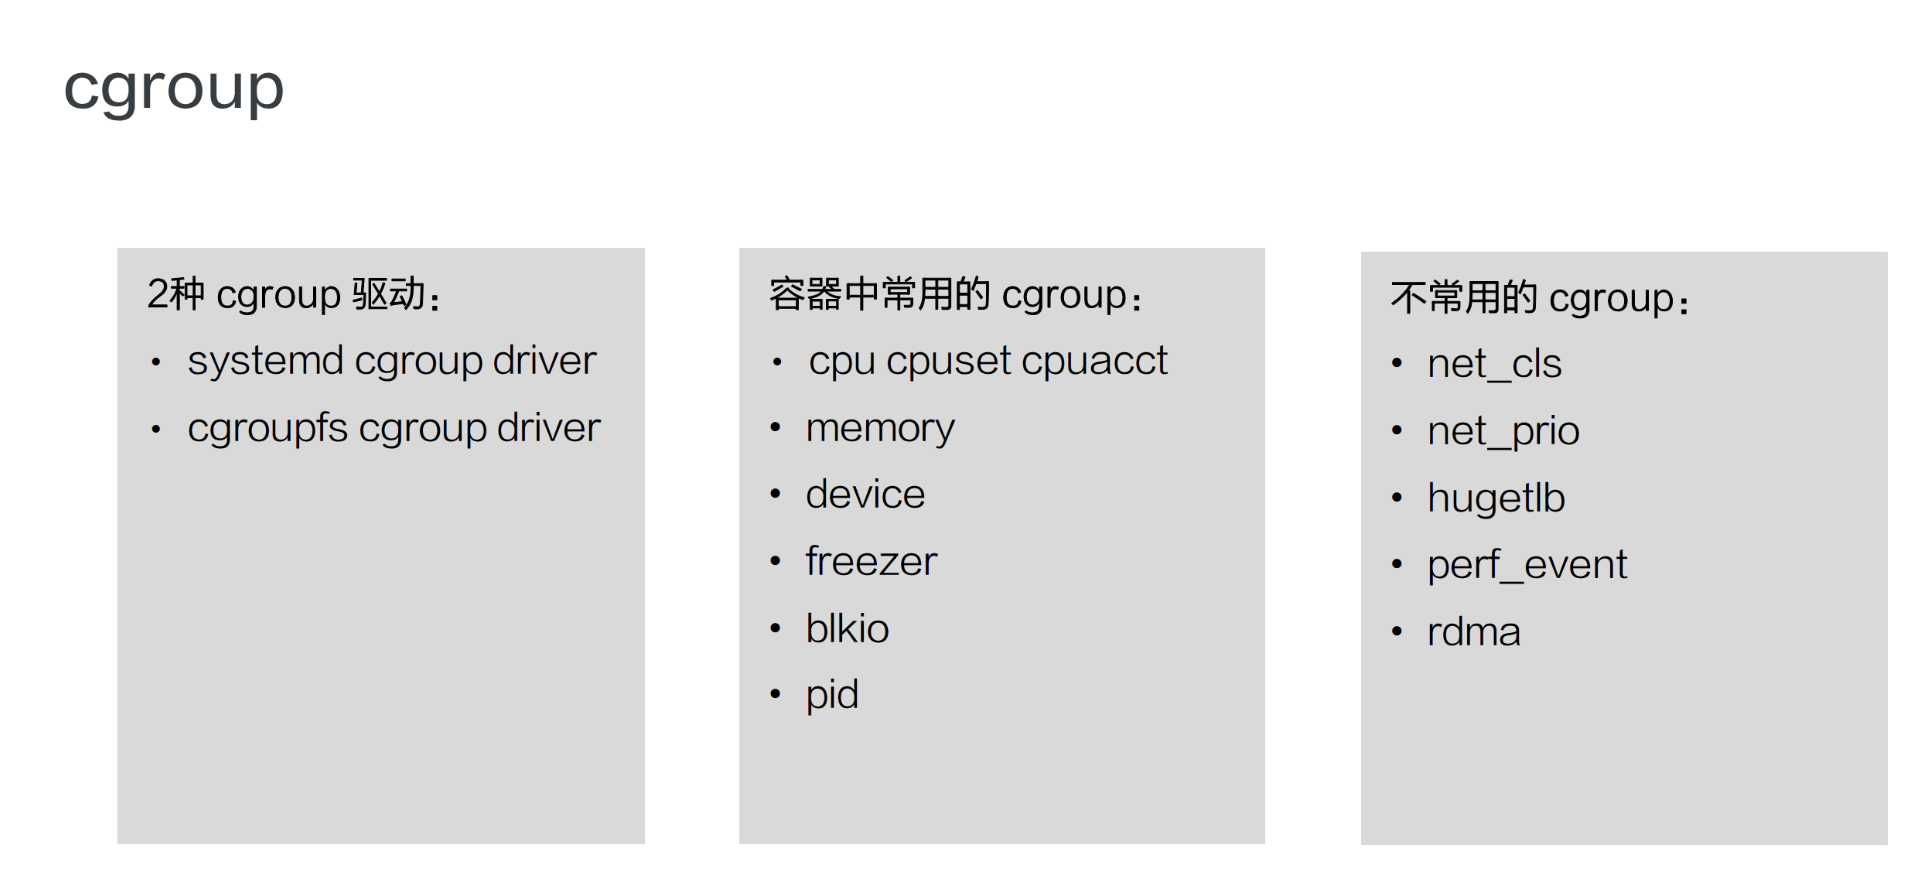 cgroup
2种 cgroup 驱动：
• systemd cgroup driver
• cgroupfs cgroup driver
容器中常用的 cgroup：
• cpu cpuset cpuacct
• memory
• device
• freezer
• blkio
• pid
不常用的 cgroup：
• net_cls
• net_prio
• hugetlb
• perf_event
• rdma